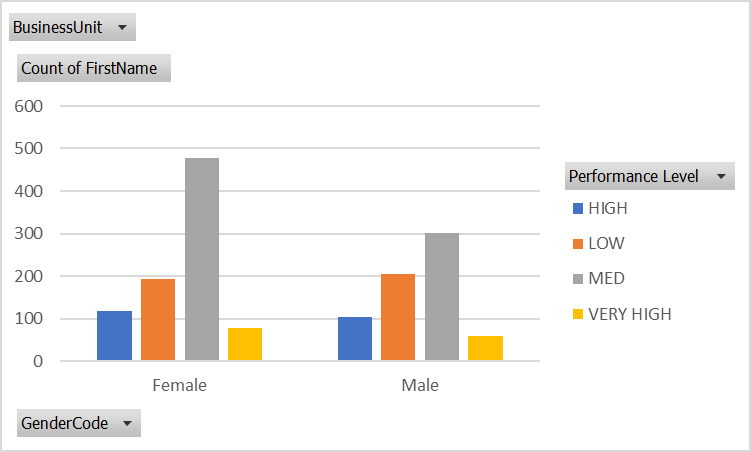 BusinessUnit
Count of FirstName
600
500
400
300
200
100
0
Female Male
Performance Level
HIGH
LOW
MED
VERY HIGH
GenderCode